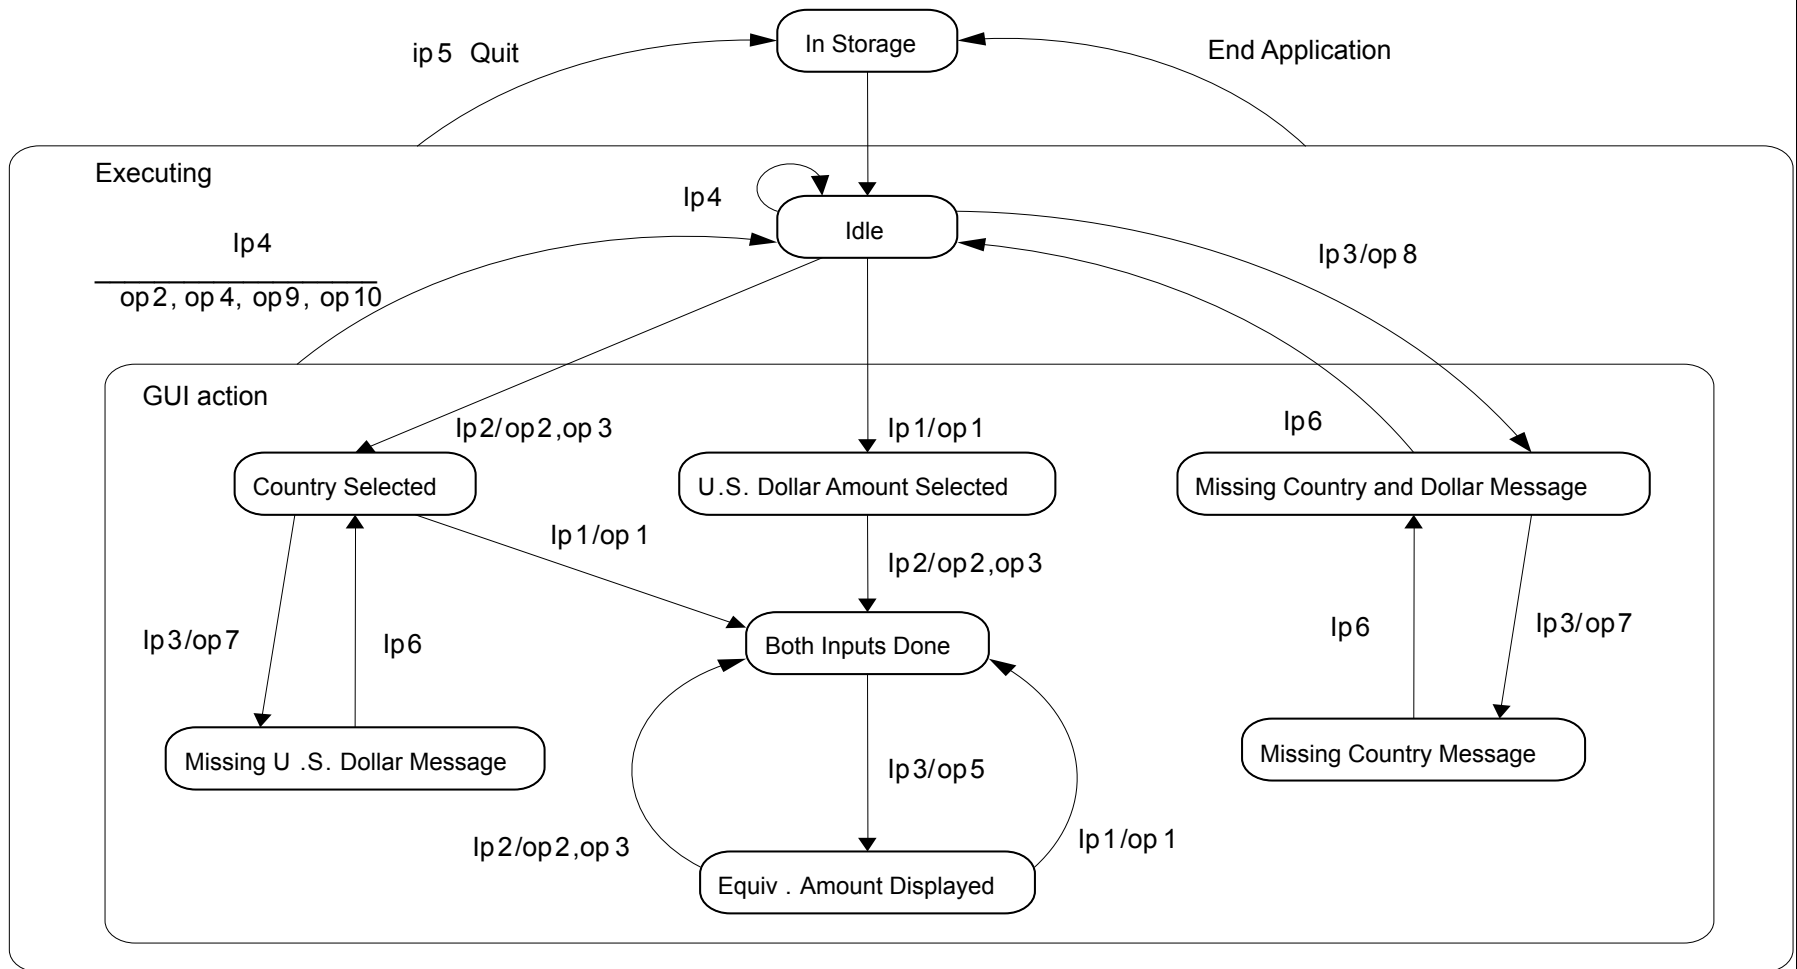 In Storage
ip5 Quit
End Application
Executing
Ip4
Idle
Ip4
op2, op4, op9, op10
Ip3/op8
GUI action
Ip2/op2,op3
Ip1/op1
Ip6
Country Selected
U.S. Dollar Amount Selected
Missing Country and Dollar Message
Ip1/op1
Ip2/op2,op3
Ip3/op7
Ip6
Both Inputs Done
Ip6
Ip3/op7
Missing U .S. Dollar Message
Ip3/op5
Missing Country Message
Ip2/op2,op3
Ip1/op1
Equiv . Amount Displayed